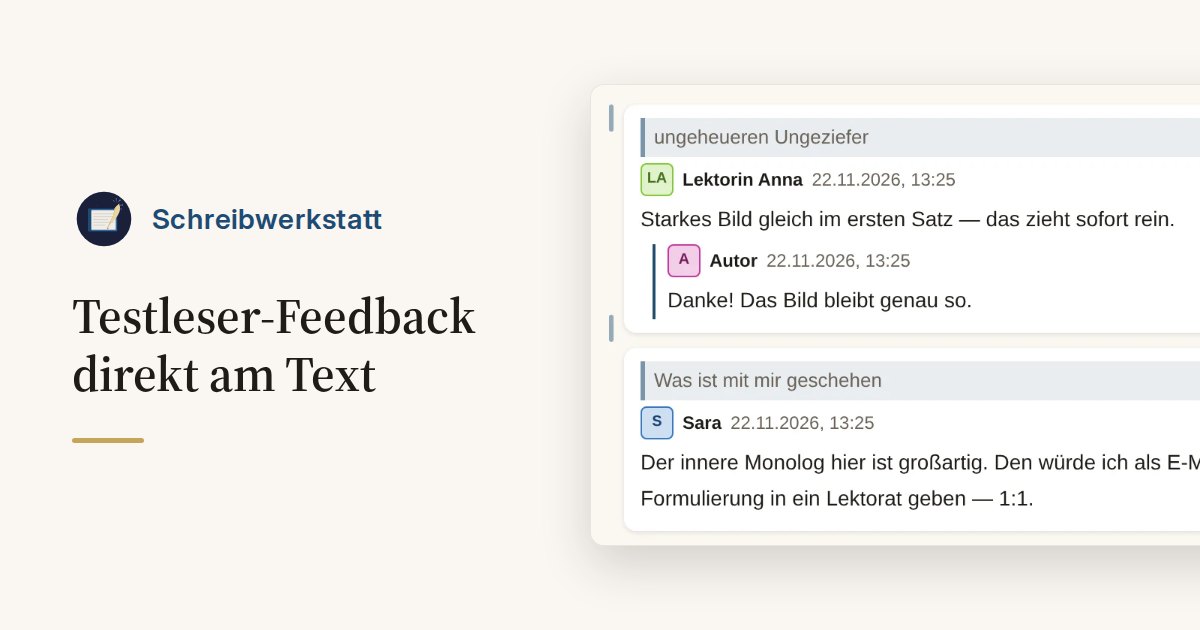 Schreibwerkstatt
Testleser-Feedback
direkt am Text
ungeheueren Ungeziefer
LA Lektorin Anna 22.11.2026, 13:25
Starkes Bild gleich im ersten Satz — das zieht sofort rein.
A Autor 22.11.2026, 13:25
Danke! Das Bild bleibt genau so.
Was ist mit mir geschehen
S Sara 22.11.2026, 13:25
Der innere Monolog hier ist großartig. Den würde ich als
Formulierung in ein Lektorat geben — 1:1.